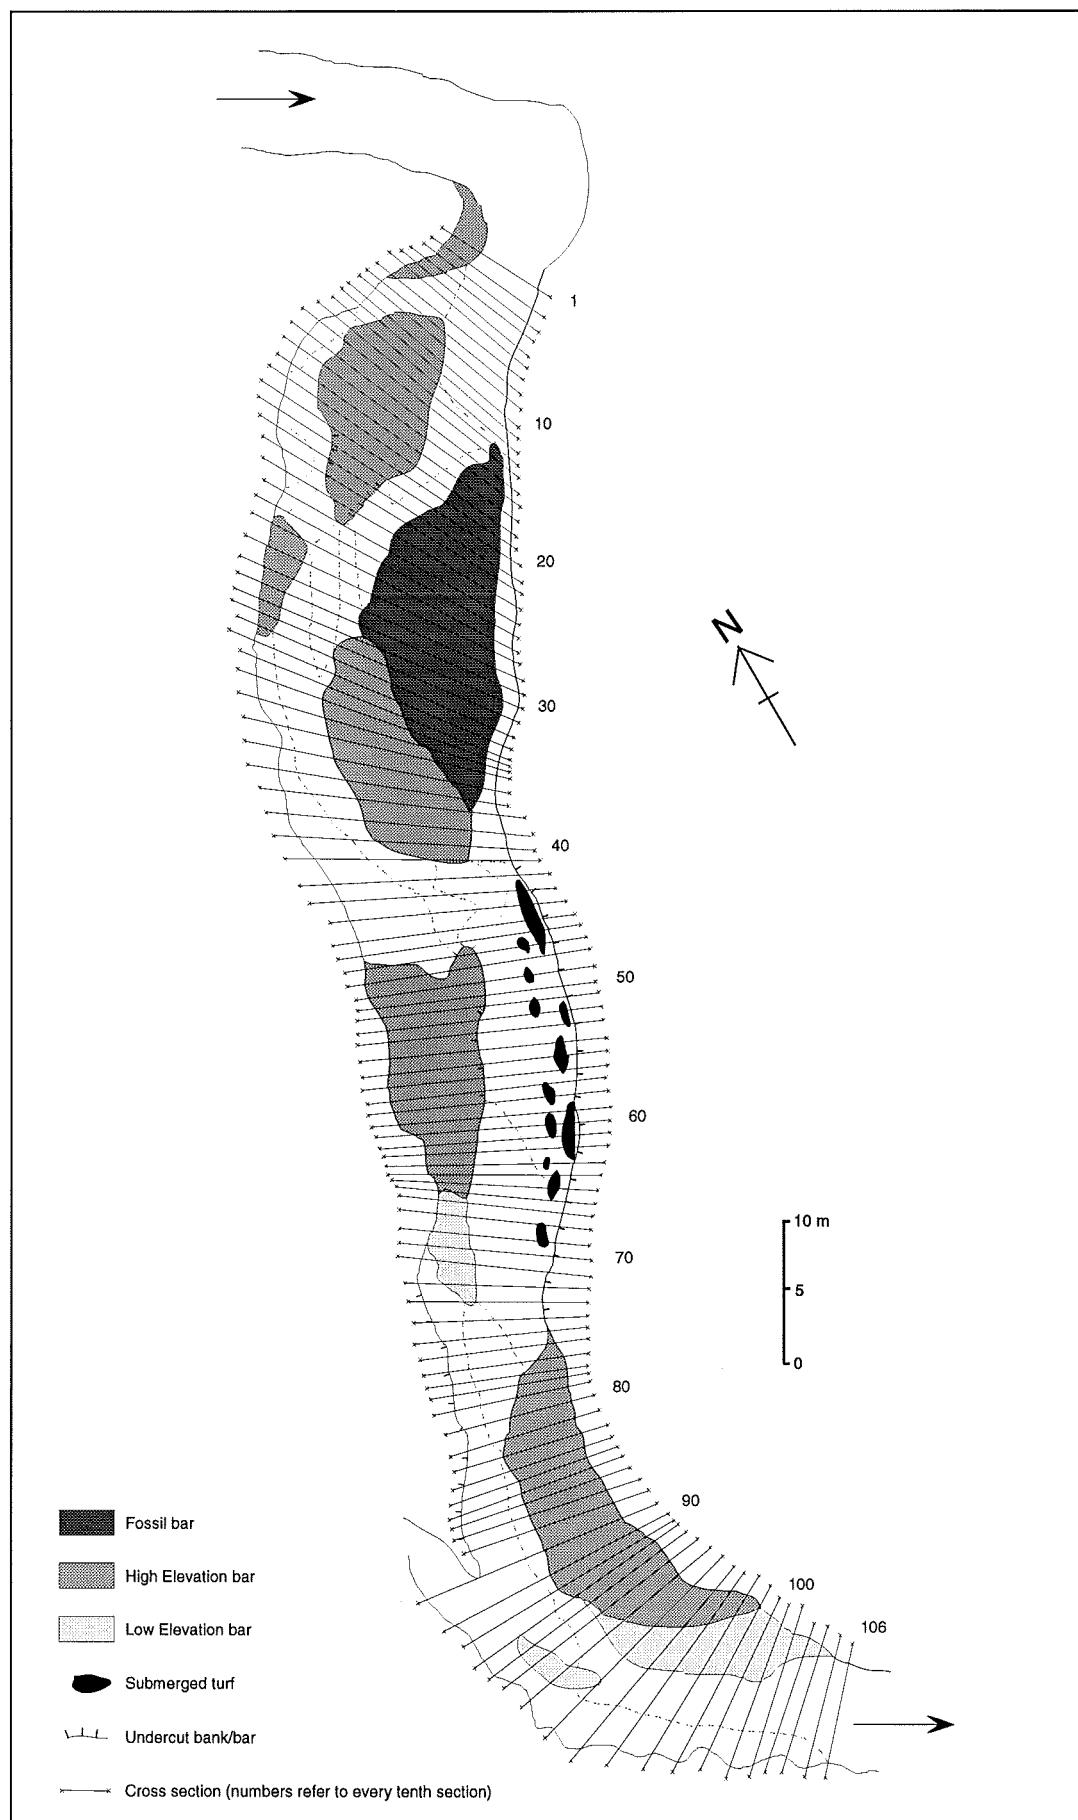 1
10
20
N
30
40
50
60
10 m
70
5
0
80
90
Fossil bar
High Elevation bar
100
Low Elevation bar
106
Submerged turf
Undercut bank/bar
Cross section (numbers refer to every tenth section)